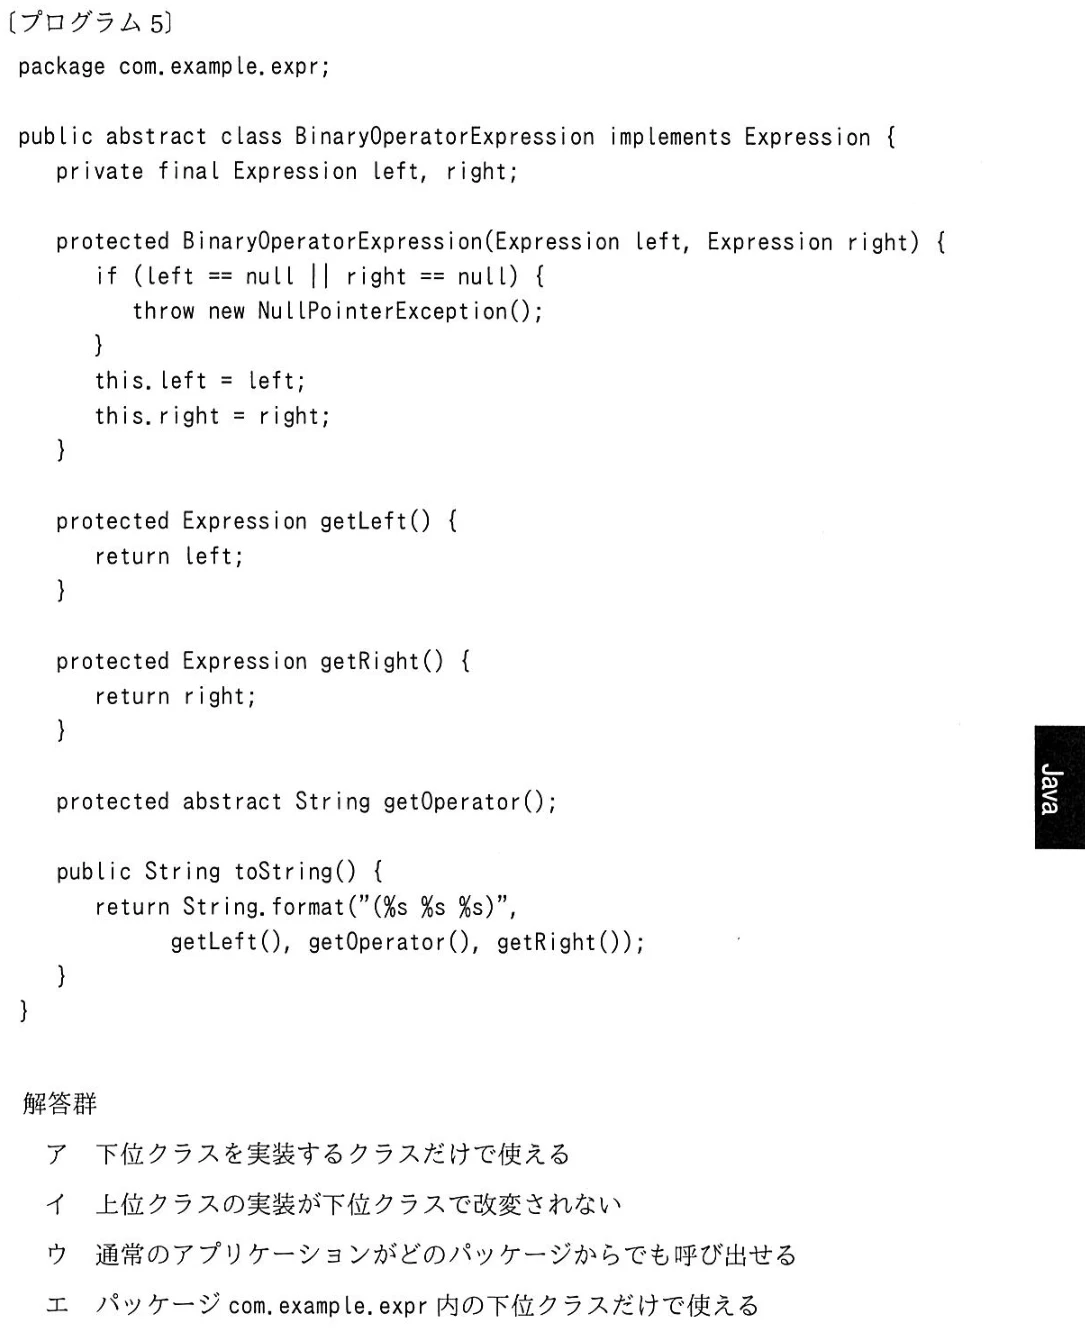 〔プログラム 5〕
package com.example.expr;
public abstract class BinaryOperatorExpression implements Expression {
private final Expression left, right;
protected BinaryOperatorExpression(Expression left, Expression right) {
if (left == null || right == null) {
throw new NullPointerException();
}
this.left = left;
this.right = right;
}
protected Expression getLeft() {
return left;
}
protected Expression getRight() {
return right;
}
Java
protected abstract String getOperator();
public String toString() {
return String.format("(%s %s %s)",
getLeft(), getOperator(), getRight());
}
}
解答群
ア 下位クラスを実装するクラスだけで使える
イ 上位クラスの実装が下位クラスで改変されない
ウ 通常のアプリケーションがどのパッケージからでも呼び出せる
エ パッケージ com.example.expr 内の下位クラスだけで使える